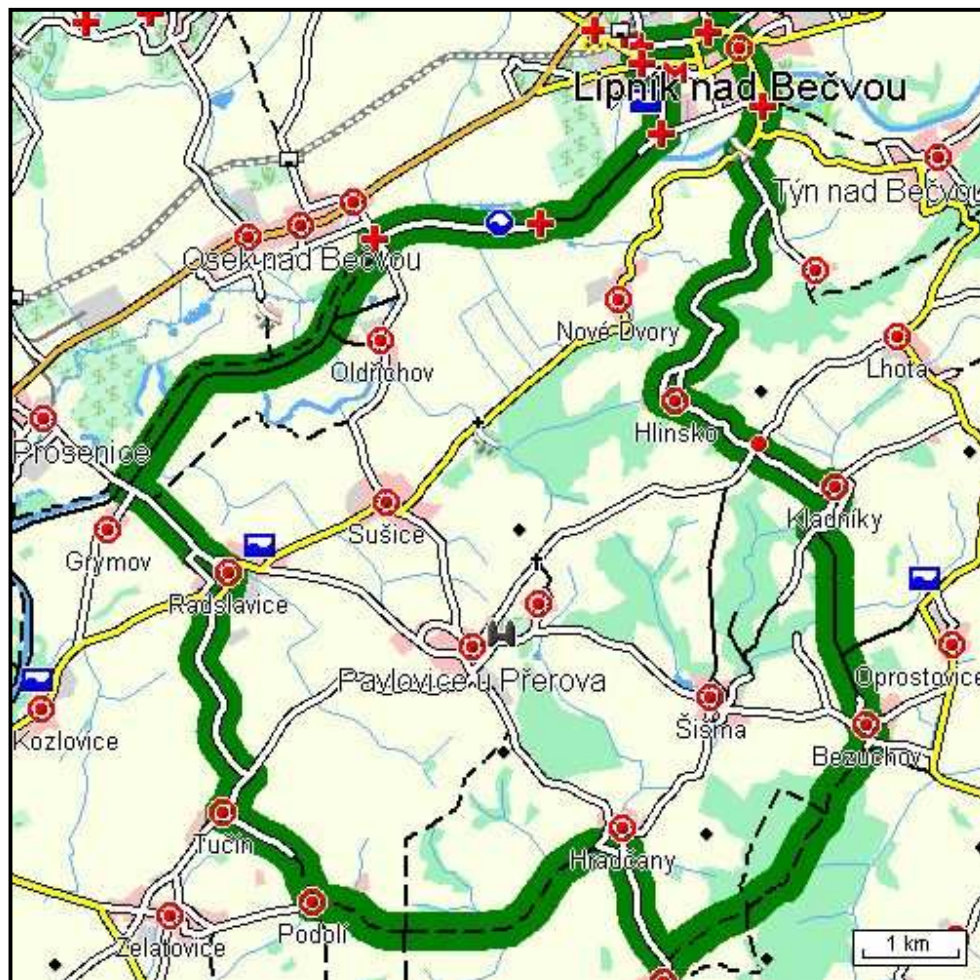 Lipník nad Bečvou
Týn nad Bečvou
Osek nad Bečvou
Nové Dvory
Oldřichov
Lhota
Hlinsko
Prosenice
Kladníky
Sušice
Grymov
Radslavice
Oprostovice
Pavlovice u Přerova
Šišma
Kozlovice
Bezuchov
Tučín
Hradčany
Podolí
Želatovice
1 km